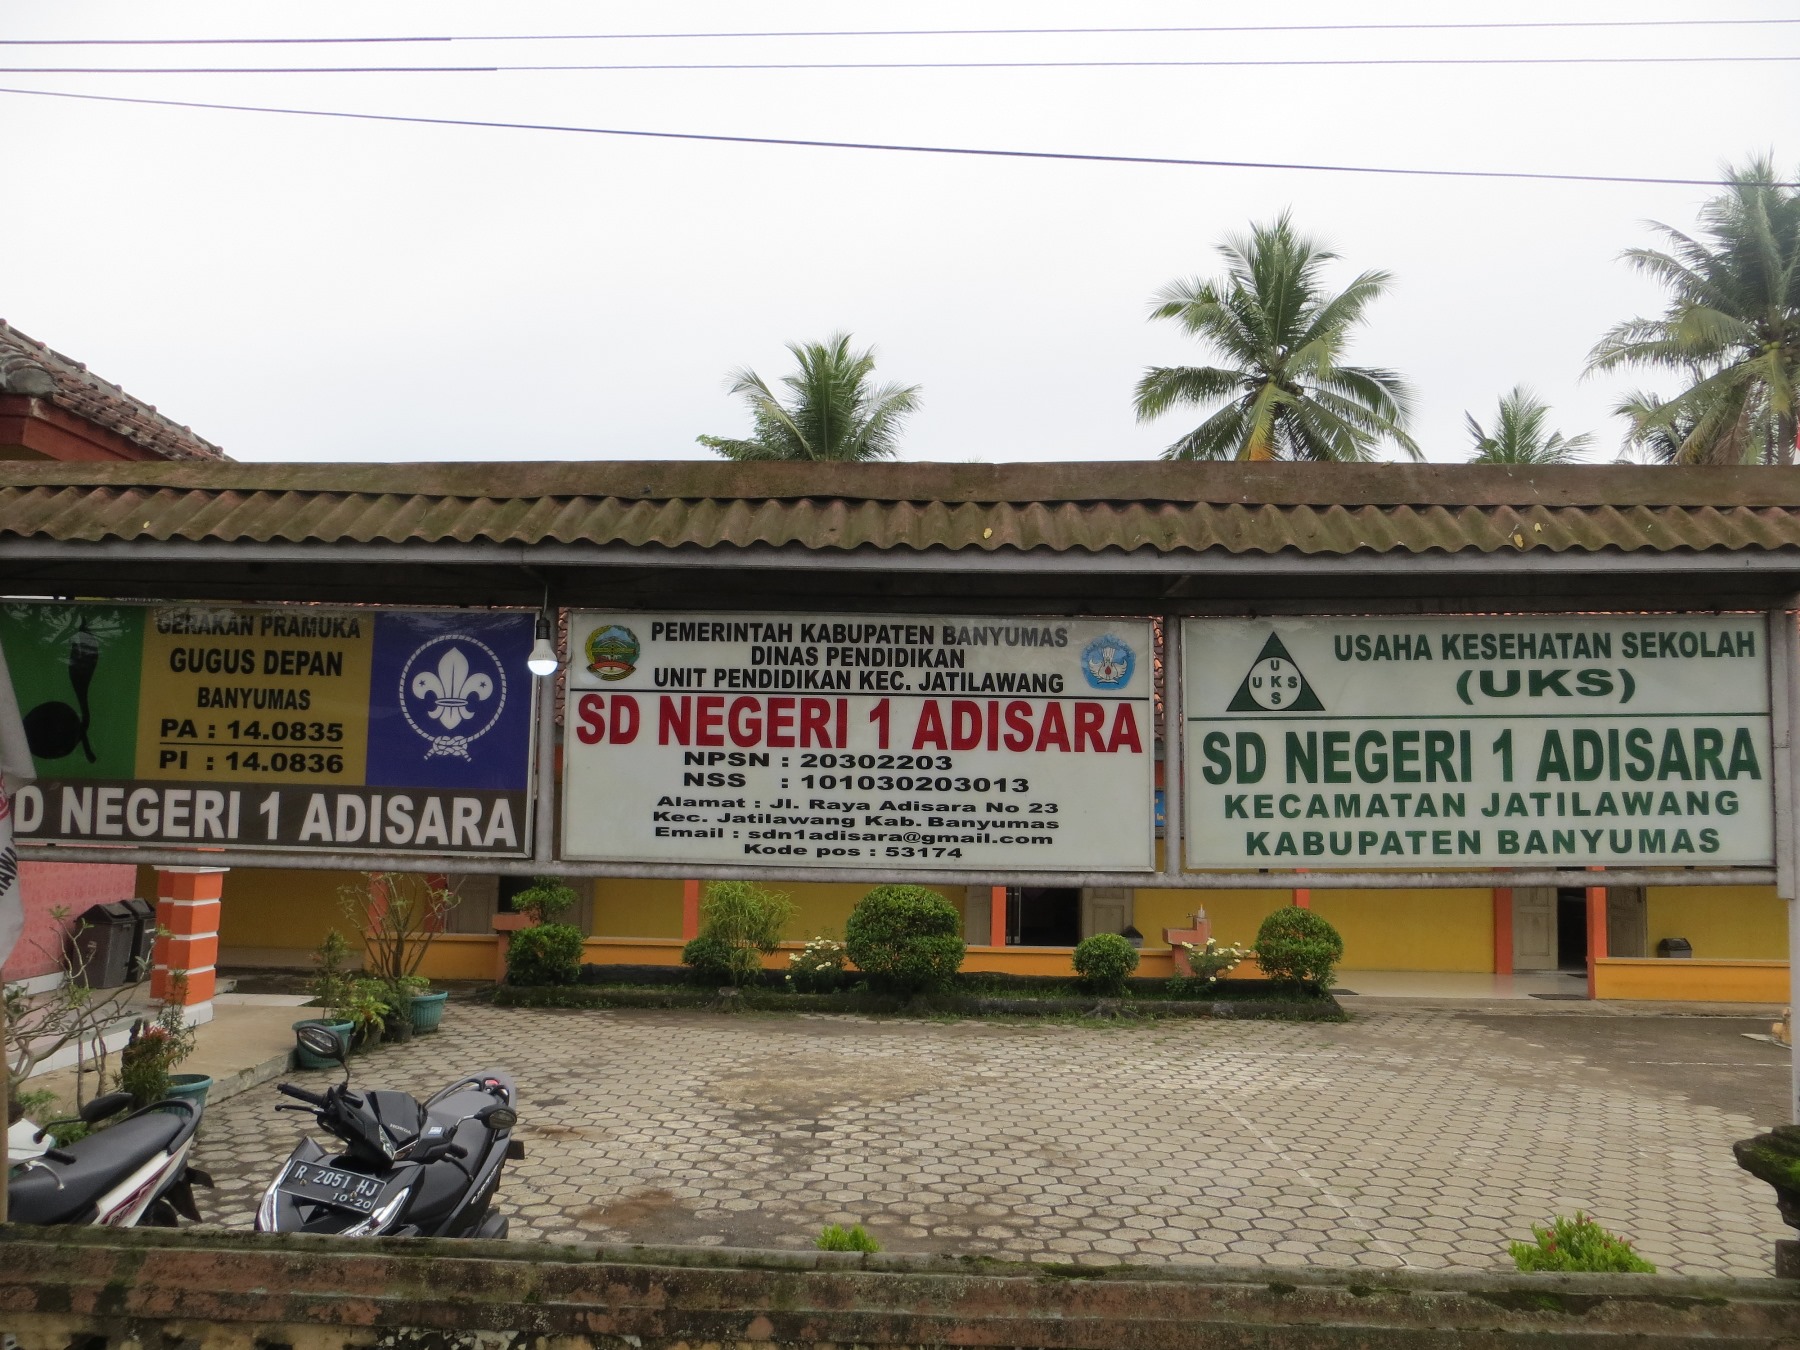 GERAKAN PRAMUKA
GUGUS DEPAN
BANYUMAS
PA : 14.0835
PI : 14.0836
D NEGERI 1 ADISARA
PEMERINTAH KABUPATEN BANYUMAS
DINAS PENDIDIKAN
UNIT PENDIDIKAN KEC. JATILAWANG
SD NEGERI 1 ADISARA
NPSN : 20302203
NSS : 101030203013
Alamat : Jl. Raya Adisara No 23
Kec. Jatilawang Kab. Banyumas
Email : sdn1adisara@gmail.com
Kode pos : 53174
U
UKS
S
USAHA KESEHATAN SEKOLAH
(UKS)
SD NEGERI 1 ADISARA
KECAMATAN JATILAWANG
KABUPATEN BANYUMAS
HONDA
R 2051 HJ
10·20